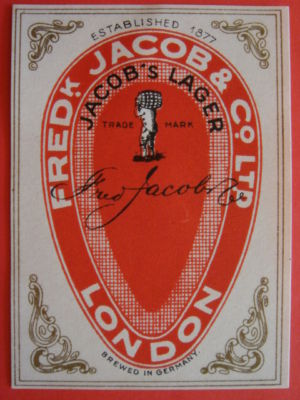 ESTABLISHED 1877
FREDK. JACOB & CO. LTD.
JACOB'S LAGER
TRADE MARK
Fred Jacob & Co
LONDON
BREWED IN GERMANY.